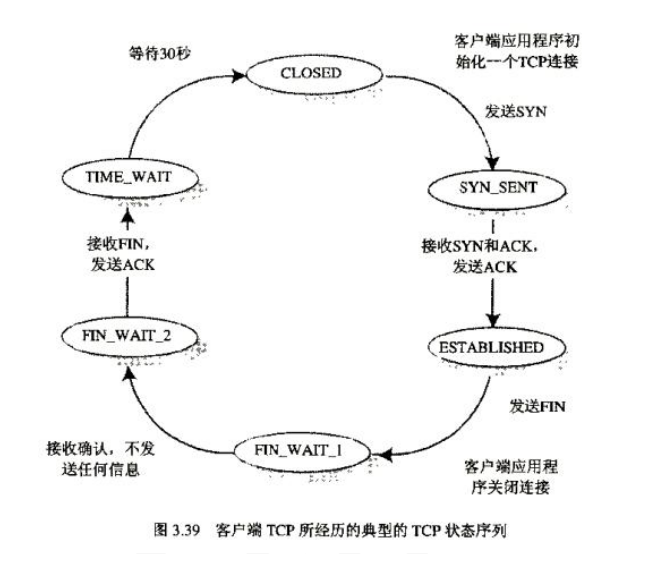 等待30秒
CLOSED
客户端应用程序初
始化一个TCP连接
发送SYN
TIME_WAIT
SYN_SENT
接收FIN,
发送ACK
接收SYN和ACK,
发送ACK
FIN_WAIT_2
ESTABLISHED
发送FIN
接收确认，不发
送任何信息
FIN_WAIT_1
客户端应用程
序关闭连接
图 3.39 客户端 TCP 所经历的典型的 TCP 状态序列